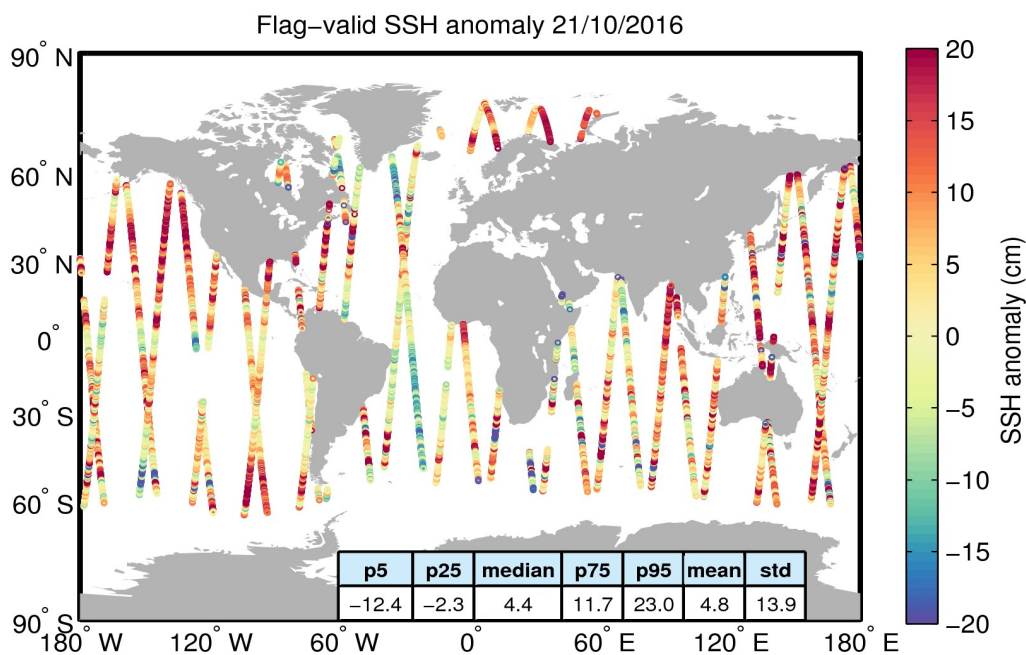 Flag−valid SSH anomaly 21/10/2016
90° N
60° N
30° N
0°
30° S
60° S
90° S
180° W
120° W
60° W
0°
60° E
120° E
180° E
p5 p25 median p75 p95 mean std
−12.4 −2.3 4.4 11.7 23.0 4.8 13.9
20
15
10
5
0
−5
−10
−15
−20
SSH anomaly (cm)